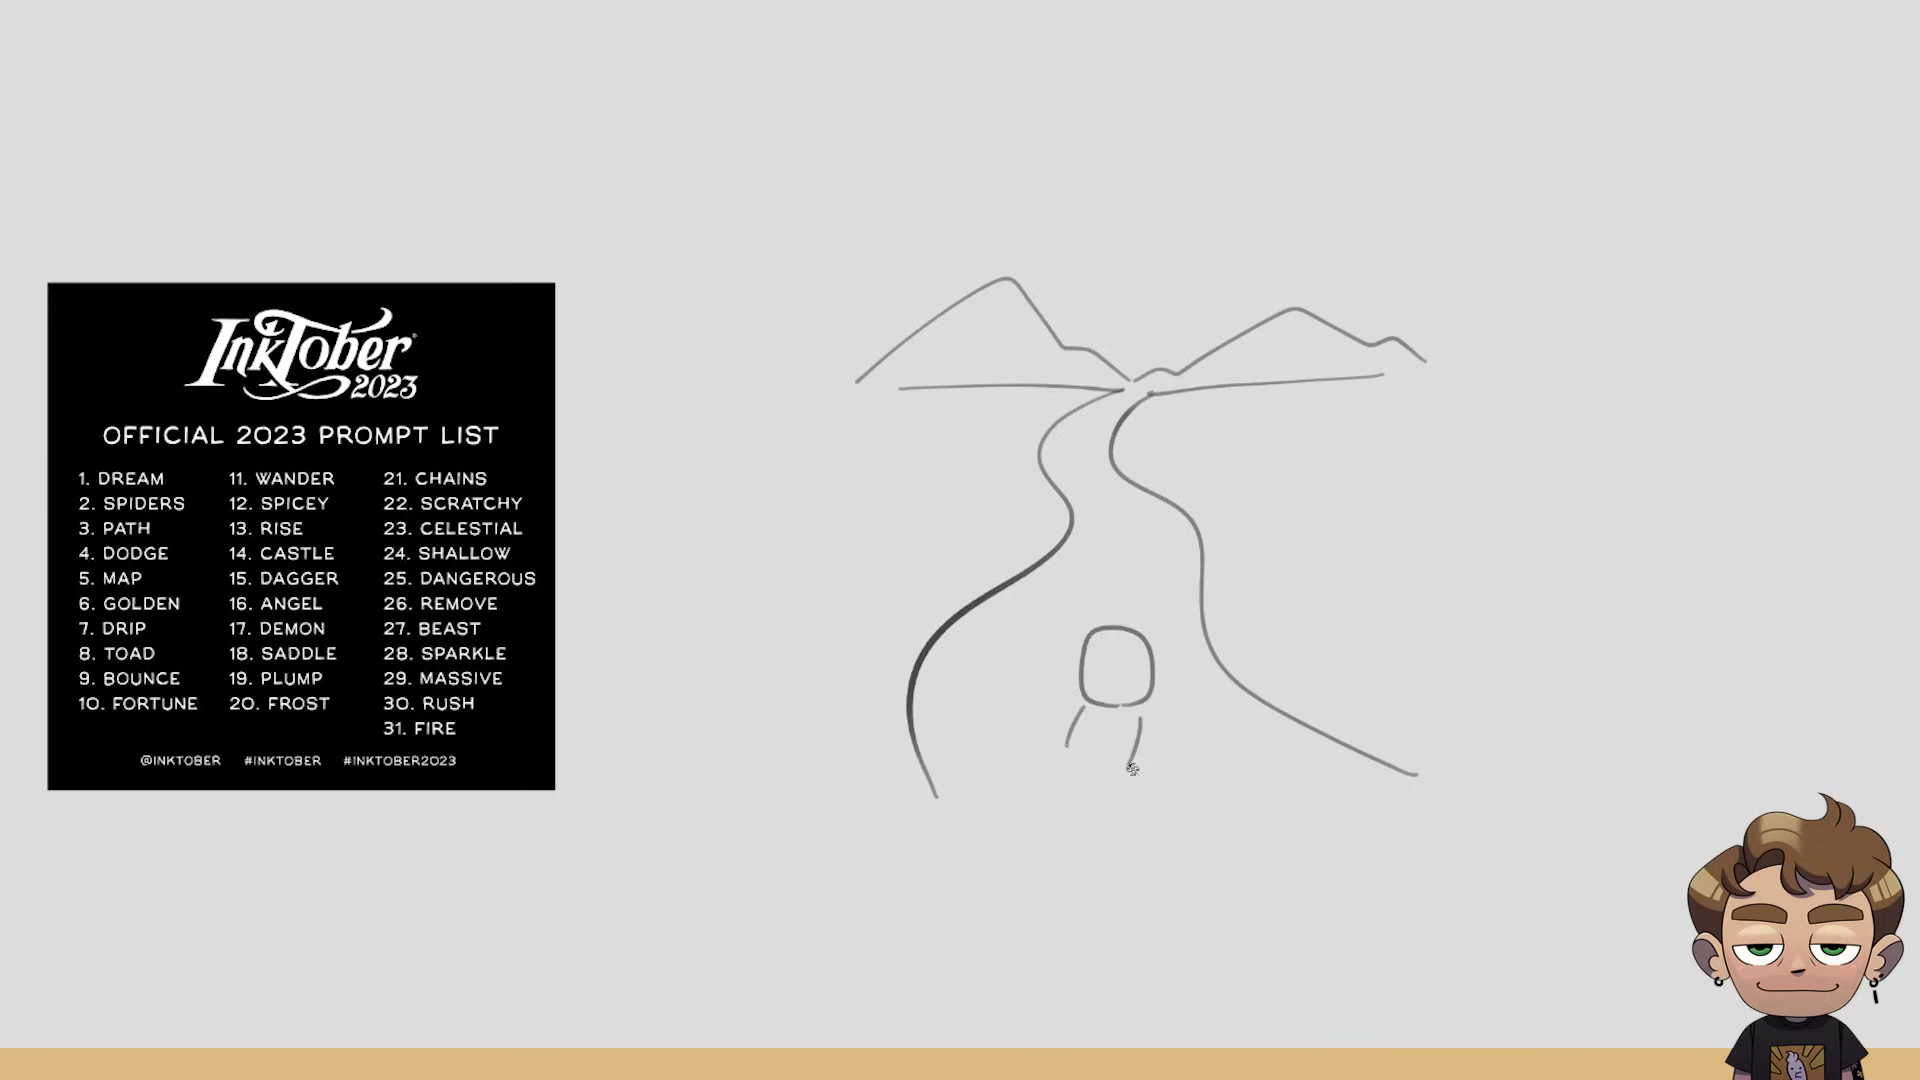 InkTober
2023
OFFICIAL 2023 PROMPT LIST
1. DREAM
2. SPIDERS
3. PATH
4. DODGE
5. MAP
6. GOLDEN
7. DRIP
8. TOAD
9. BOUNCE
10. FORTUNE
11. WANDER
12. SPICEY
13. RISE
14. CASTLE
15. DAGGER
16. ANGEL
17. DEMON
18. SADDLE
19. PLUMP
20. FROST
21. CHAINS
22. SCRATCHY
23. CELESTIAL
24. SHALLOW
25. DANGEROUS
26. REMOVE
27. BEAST
28. SPARKLE
29. MASSIVE
30. RUSH
31. FIRE
@INKTOBER #INKTOBER #INKTOBER2023